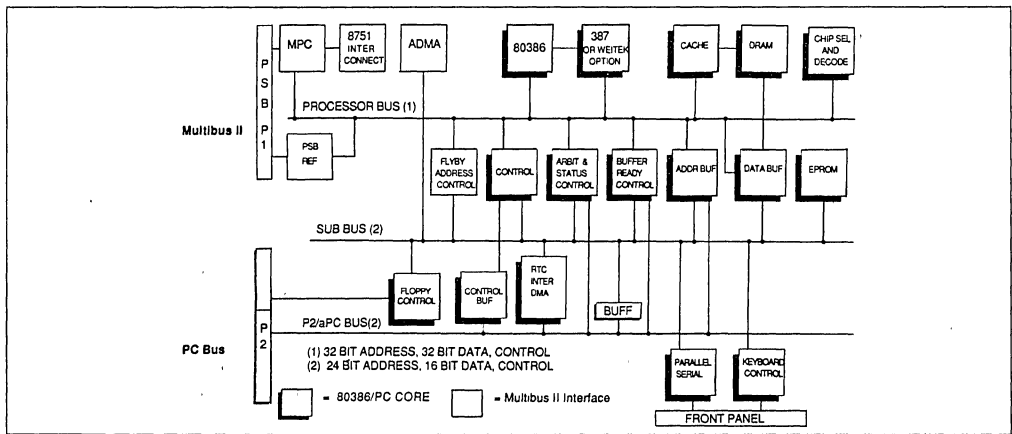 P
S
B
P
1
MPC
8751
INTER
CONNECT
ADMA
80386
387
OR WEITEK
OPTION
CACHE
DRAM
CHIP SEL
AND
DECODE
PROCESSOR BUS (1)
Multibus II
PSB
REF
FLYBY
ADDRESS
CONTROL
CONTROL
ARBIT &
STATUS
CONTROL
BUFFER
READY
CONTROL
ADDR BUF
DATA BUF
EPROM
SUB BUS (2)
FLOPPY
CONTROL
CONTROL
BUF
RTC
INTER
DMA
BUFF
P2/aPC BUS(2)
P
2
PC Bus
(1) 32 BIT ADDRESS, 32 BIT DATA, CONTROL
(2) 24 BIT ADDRESS, 16 BIT DATA, CONTROL
PARALLEL
SERIAL
KEYBOARD
CONTROL
= 80386/PC CORE
= Multibus II Interface
FRONT PANEL